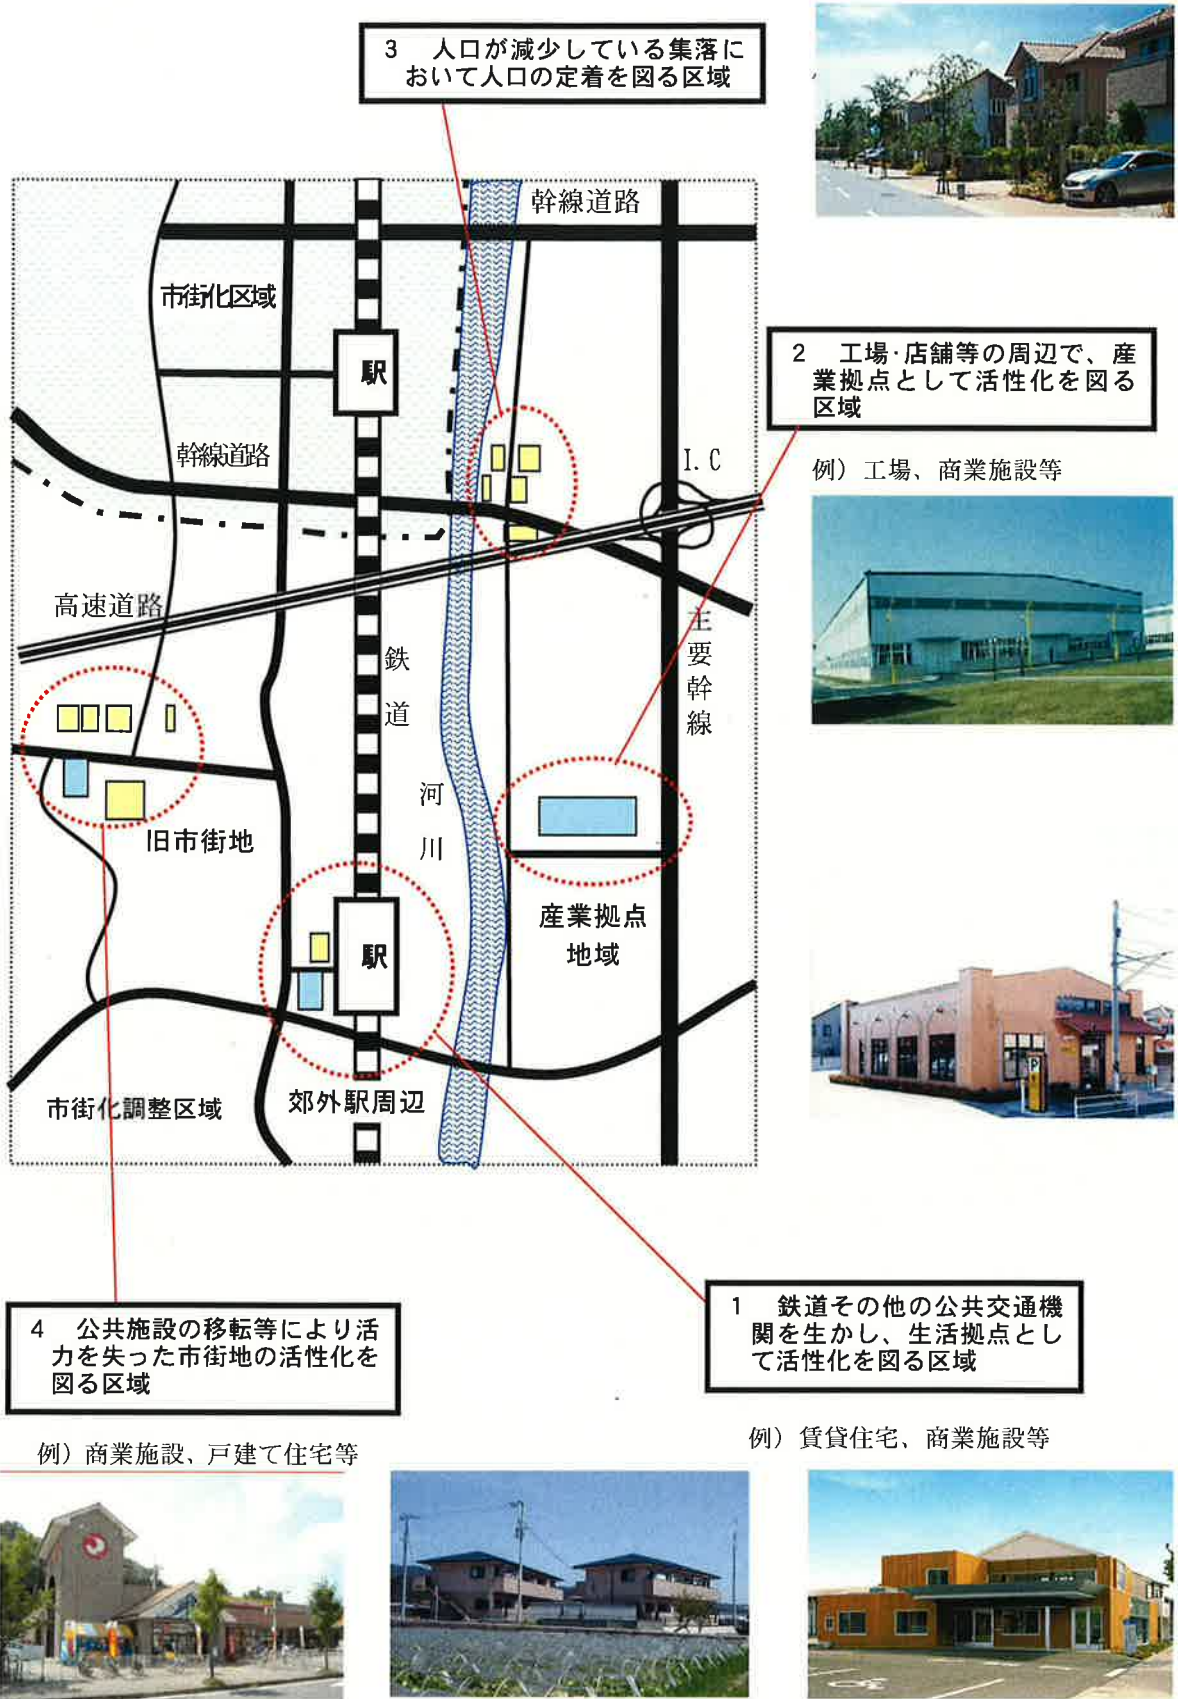 3 人口が減少している集落に
おいて人口の定着を図る区域
幹線道路
市街化区域
駅
2 工場・店舗等の周辺で、産
業拠点として活性化を図る
区域
幹線道路
I.C
例）工場、商業施設等
高速道路
主要幹線
鉄道
河川
旧市街地
産業拠点
地域
駅
市街化調整区域
郊外駅周辺
P
4 公共施設の移転等により活
力を失った市街地の活性化を
図る区域
1 鉄道その他の公共交通機
関を生かし、生活拠点とし
て活性化を図る区域
例）商業施設、戸建て住宅等
例）賃貸住宅、商業施設等